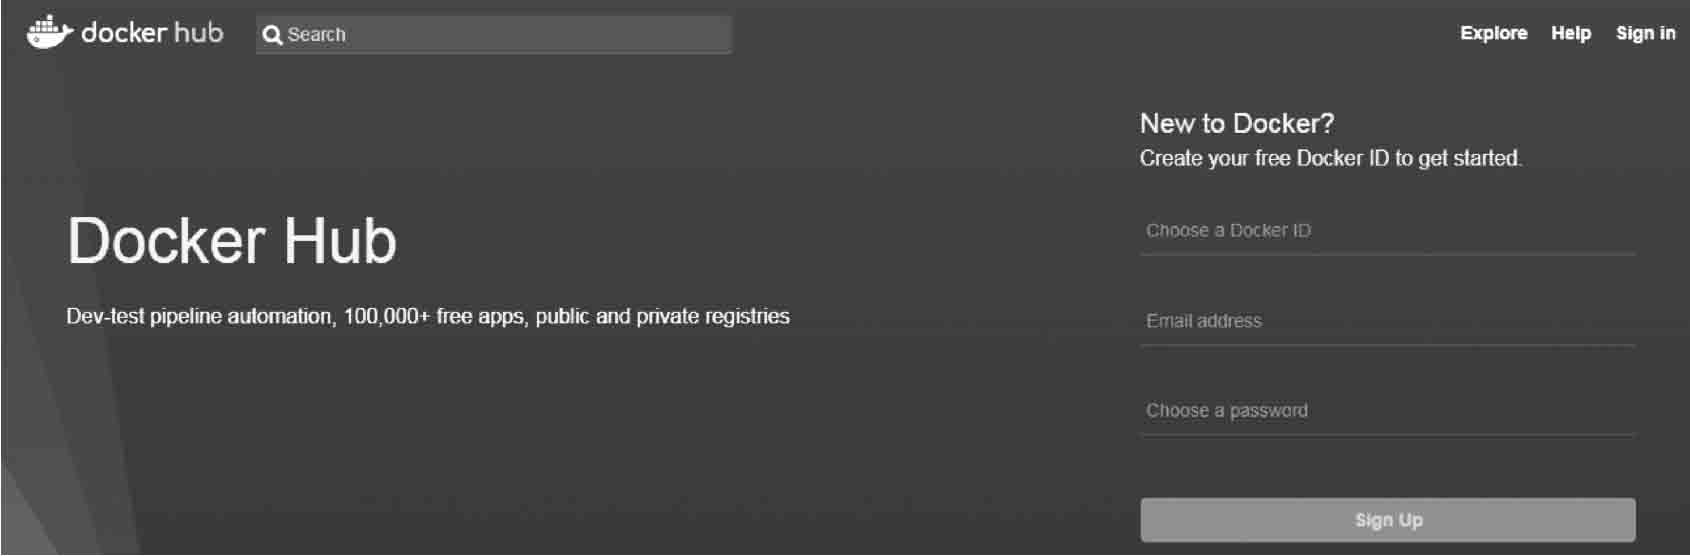 docker hub
Search
Explore
Help
Sign in
New to Docker?
Create your free Docker ID to get started.
Choose a Docker ID
Docker Hub
Dev-test pipeline automation, 100,000+ free apps, public and private registries
Email address
Choose a password
Sign Up